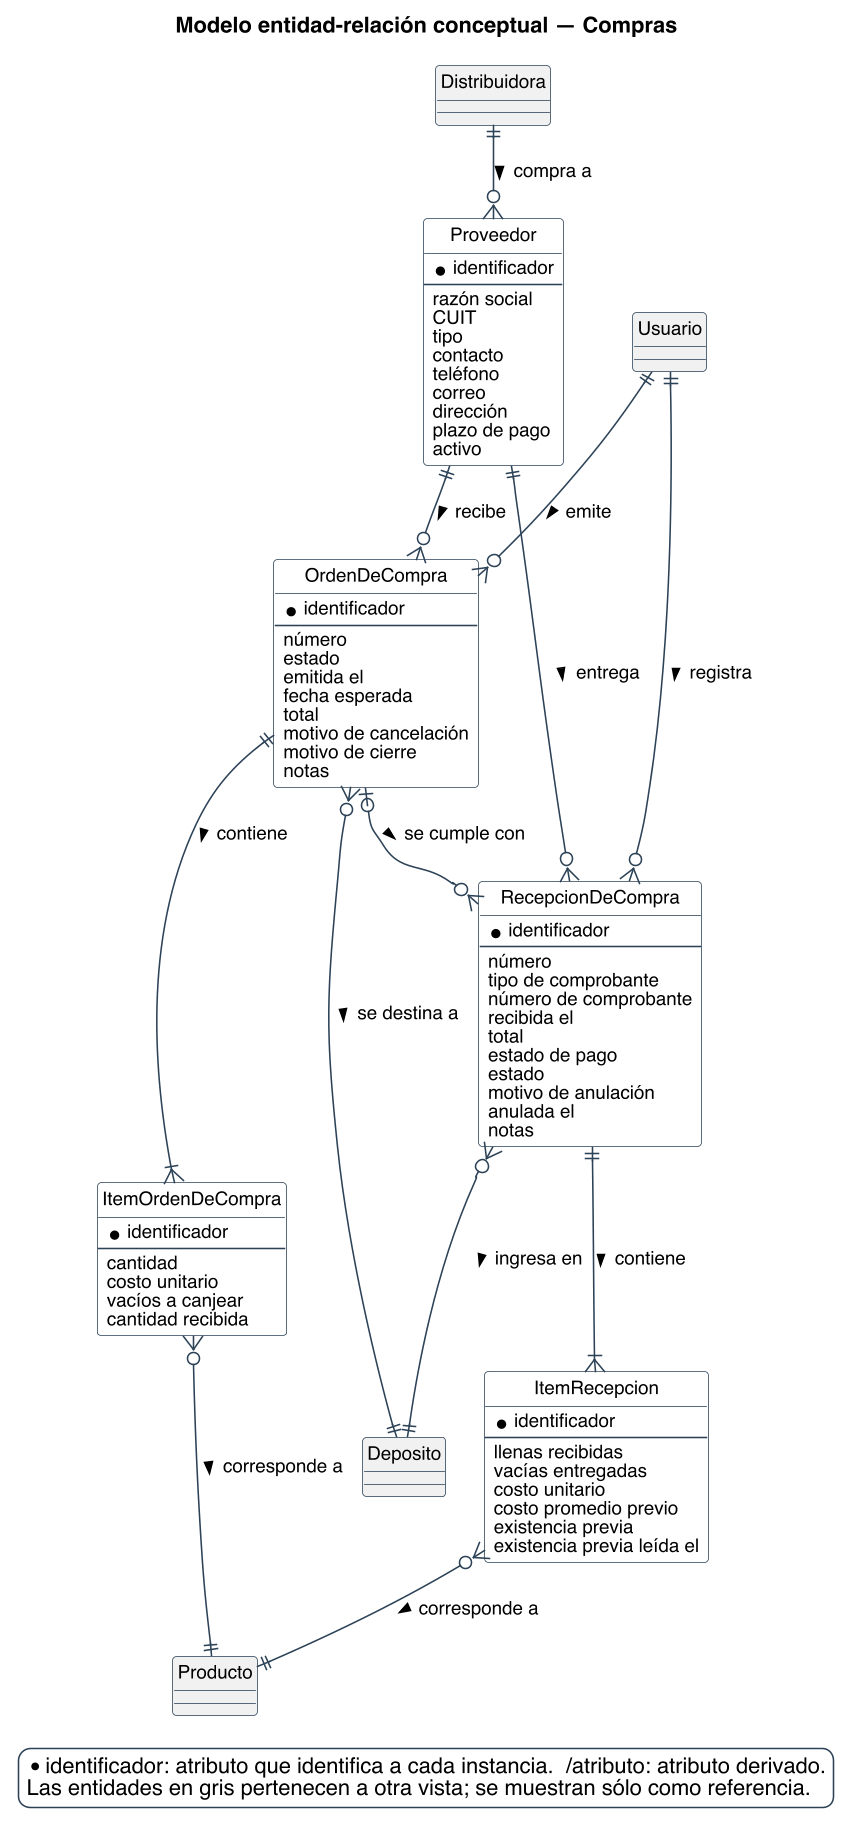 Modelo entidad-relación conceptual — Compras
Distribuidora
compra a
Proveedor
identificador
razón social
CUIT
tipo
contacto
teléfono
correo
dirección
plazo de pago
activo
Usuario
recibe
emite
OrdenDeCompra
identificador
número
estado
emitida el
fecha esperada
total
motivo de cancelación
motivo de cierre
notas
entrega
registra
contiene
se cumple con
RecepcionDeCompra
identificador
número
tipo de comprobante
número de comprobante
recibida el
total
estado de pago
estado
motivo de anulación
anulada el
notas
se destina a
ItemOrdenDeCompra
identificador
cantidad
costo unitario
vacíos a canjear
cantidad recibida
ingresa en
contiene
ItemRecepcion
identificador
llenas recibidas
vacías entregadas
costo unitario
costo promedio previo
existencia previa
existencia previa leída el
Deposito
corresponde a
corresponde a
Producto
• identificador: atributo que identifica a cada instancia. /atributo: atributo derivado.
Las entidades en gris pertenecen a otra vista; se muestran sólo como referencia.